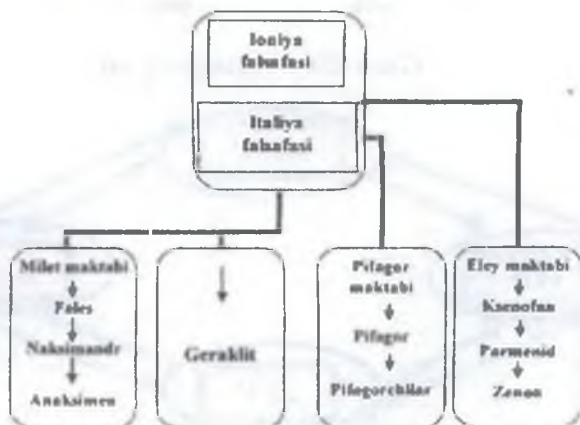 Ioniya
falsafasi
Italiya
falsafasi
Milet maktabi
Fales
Naksimandr
Anaksimen
Geraklit
Pifagor
maktabi
Pifagor
Pifagorchilar
Eley maktabi
Ksenofan
Parmenid
Zenon